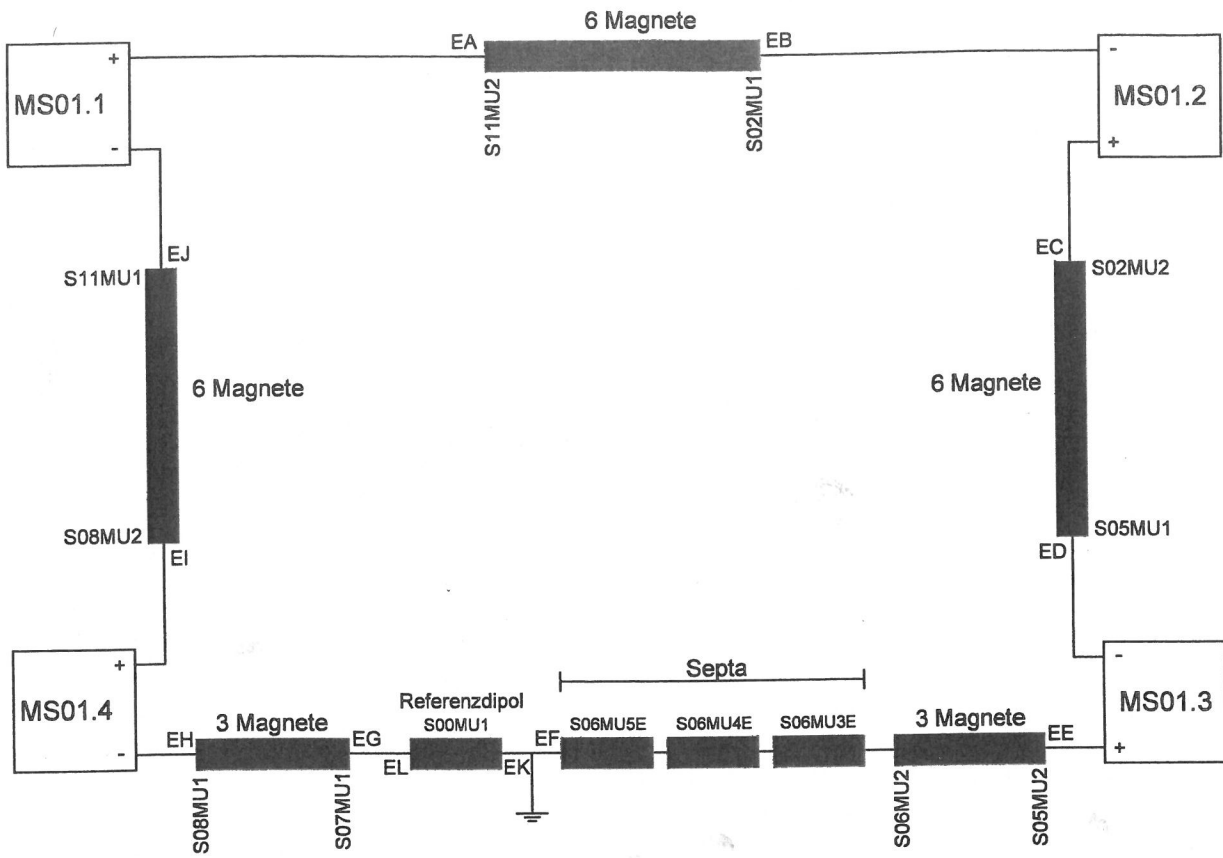 6 Magnete
EA
EB
+
-
MS01.1
MS01.2
-
+
S11MU2
S02MU1
EJ
EC
S11MU1
S02MU2
6 Magnete
6 Magnete
S08MU2
S05MU1
EI
ED
+
-
MS01.4
MS01.3
-
+
Septa
Referenzdipol
3 Magnete
S00MU1
S06MU5E
S06MU4E
S06MU3E
3 Magnete
EH
EG
EL
EK
EF
EE
S08MU1
S07MU1
S06MU2
S05MU2